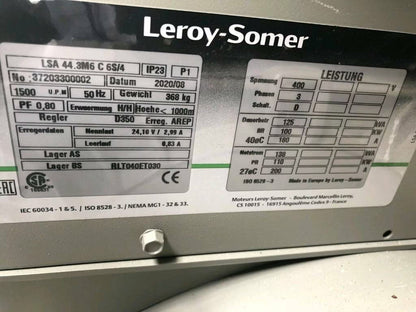 Leroy-Somer
LSA 44.3M6 C 6S/4 IP23 P1
No : 37203300002 Datum 2020/08
1500 U.P.M 50 Hz Gewicht 368 kg
PF 0,80 Erwaermung H/H Hoehe < 1000m
Regler D350 Erreg. AREP
Erregerdaten Nennlast 24,16 V / 2,99 A
Leerlauf 0,83 A
Lager AS
Lager BS RLT040ET030
LEISTUNG
Spannung 400 V
Phasen 3
Schalt. D
Dauerbetr. 125 kVA
BR 100 kW
40øC 180 A
Notstrom 138 kVA
PR 110 kW
27øC 200 A
ISO 8528-3 Made in Europe by Leroy - Somer
IEC 60034 - 1 & 5. / ISO 8528 - 3. / NEMA MG1 - 32 & 33.
Moteurs Leroy-Somer - Boulevard Marcellin Leroy,
CS 10015 - 16915 Angoulême Cedex 9 - France